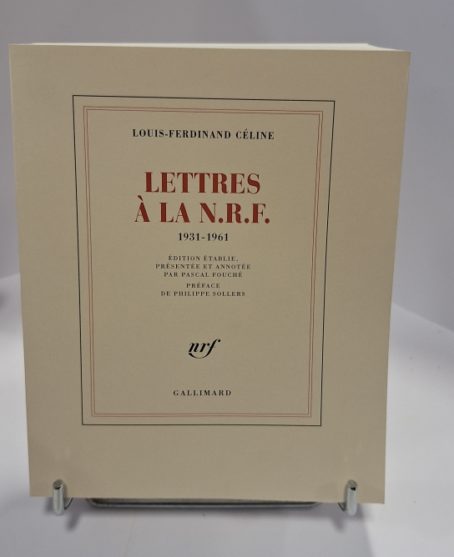 LOUIS-FERDINAND CÉLINE
LETTRES
À LA N.R.F.
1931-1961
ÉDITION ÉTABLIE,
PRÉSENTÉE ET ANNOTÉE
PAR PASCAL FOUCHÉ
PRÉFACE
DE PHILIPPE SOLLERS
nrf
GALLIMARD